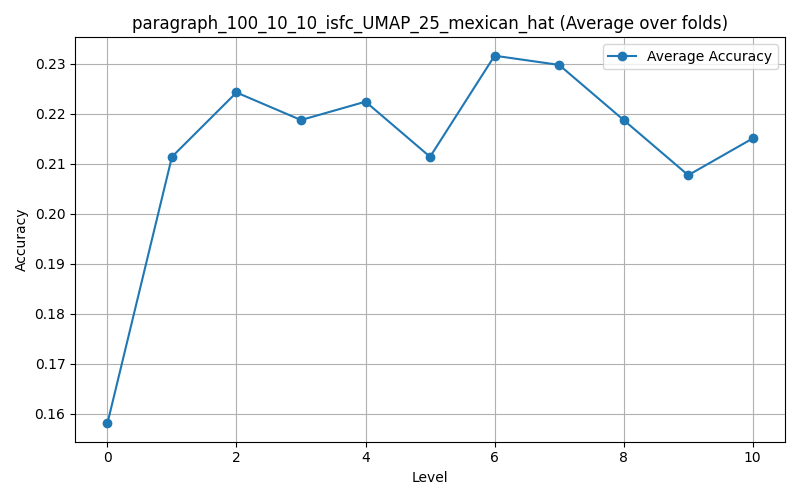 paragraph_100_10_10_isfc_UMAP_25_mexican_hat (Average over folds)
Average Accuracy
0.23
0.22
0.21
0.20
0.19
0.18
0.17
0.16
Accuracy
0 2 4 6 8 10
Level